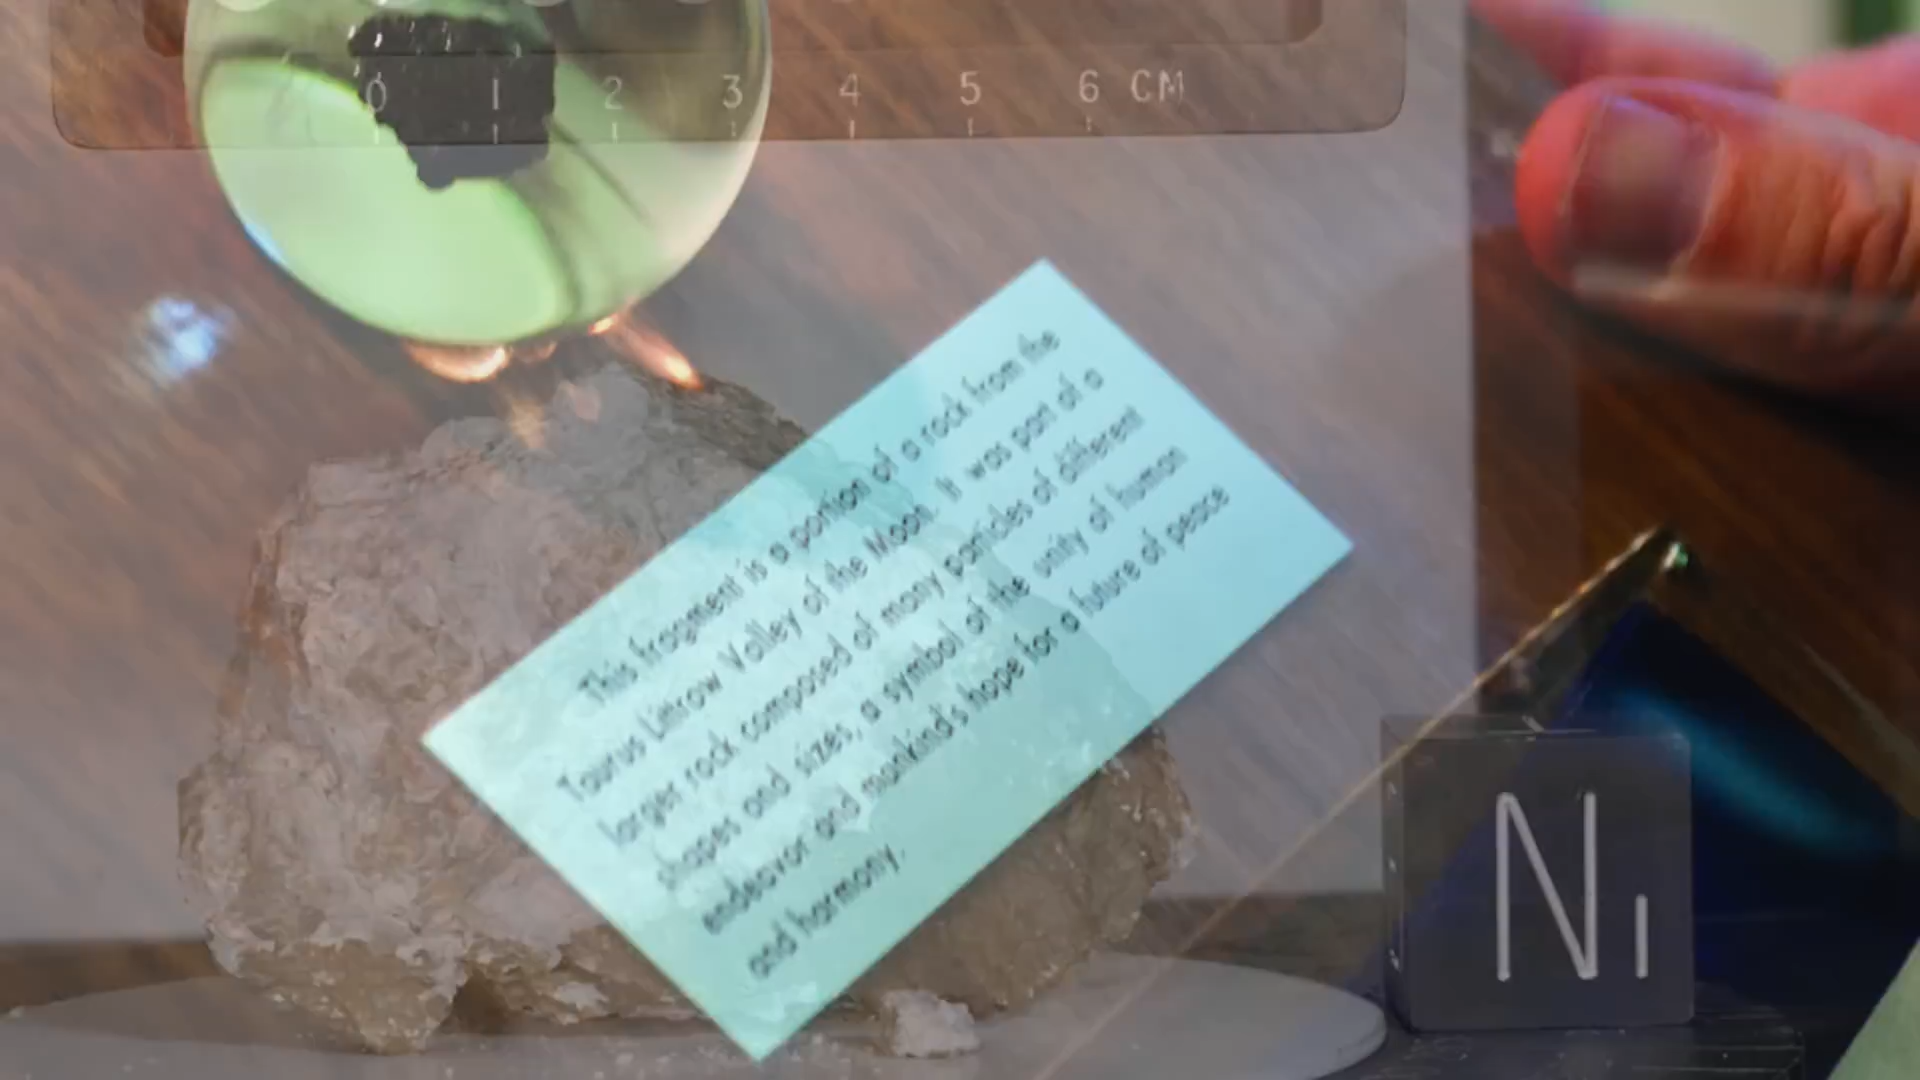 0 1 2 3 4 5 6 CM
This fragment is a portion of a rock from the
Taurus Littrow Valley of the Moon. It was part of a
larger rock composed of many particles of different
shapes and sizes, a symbol of the unity of human
endeavor and mankind's hope for a future of peace
and harmony.
N1